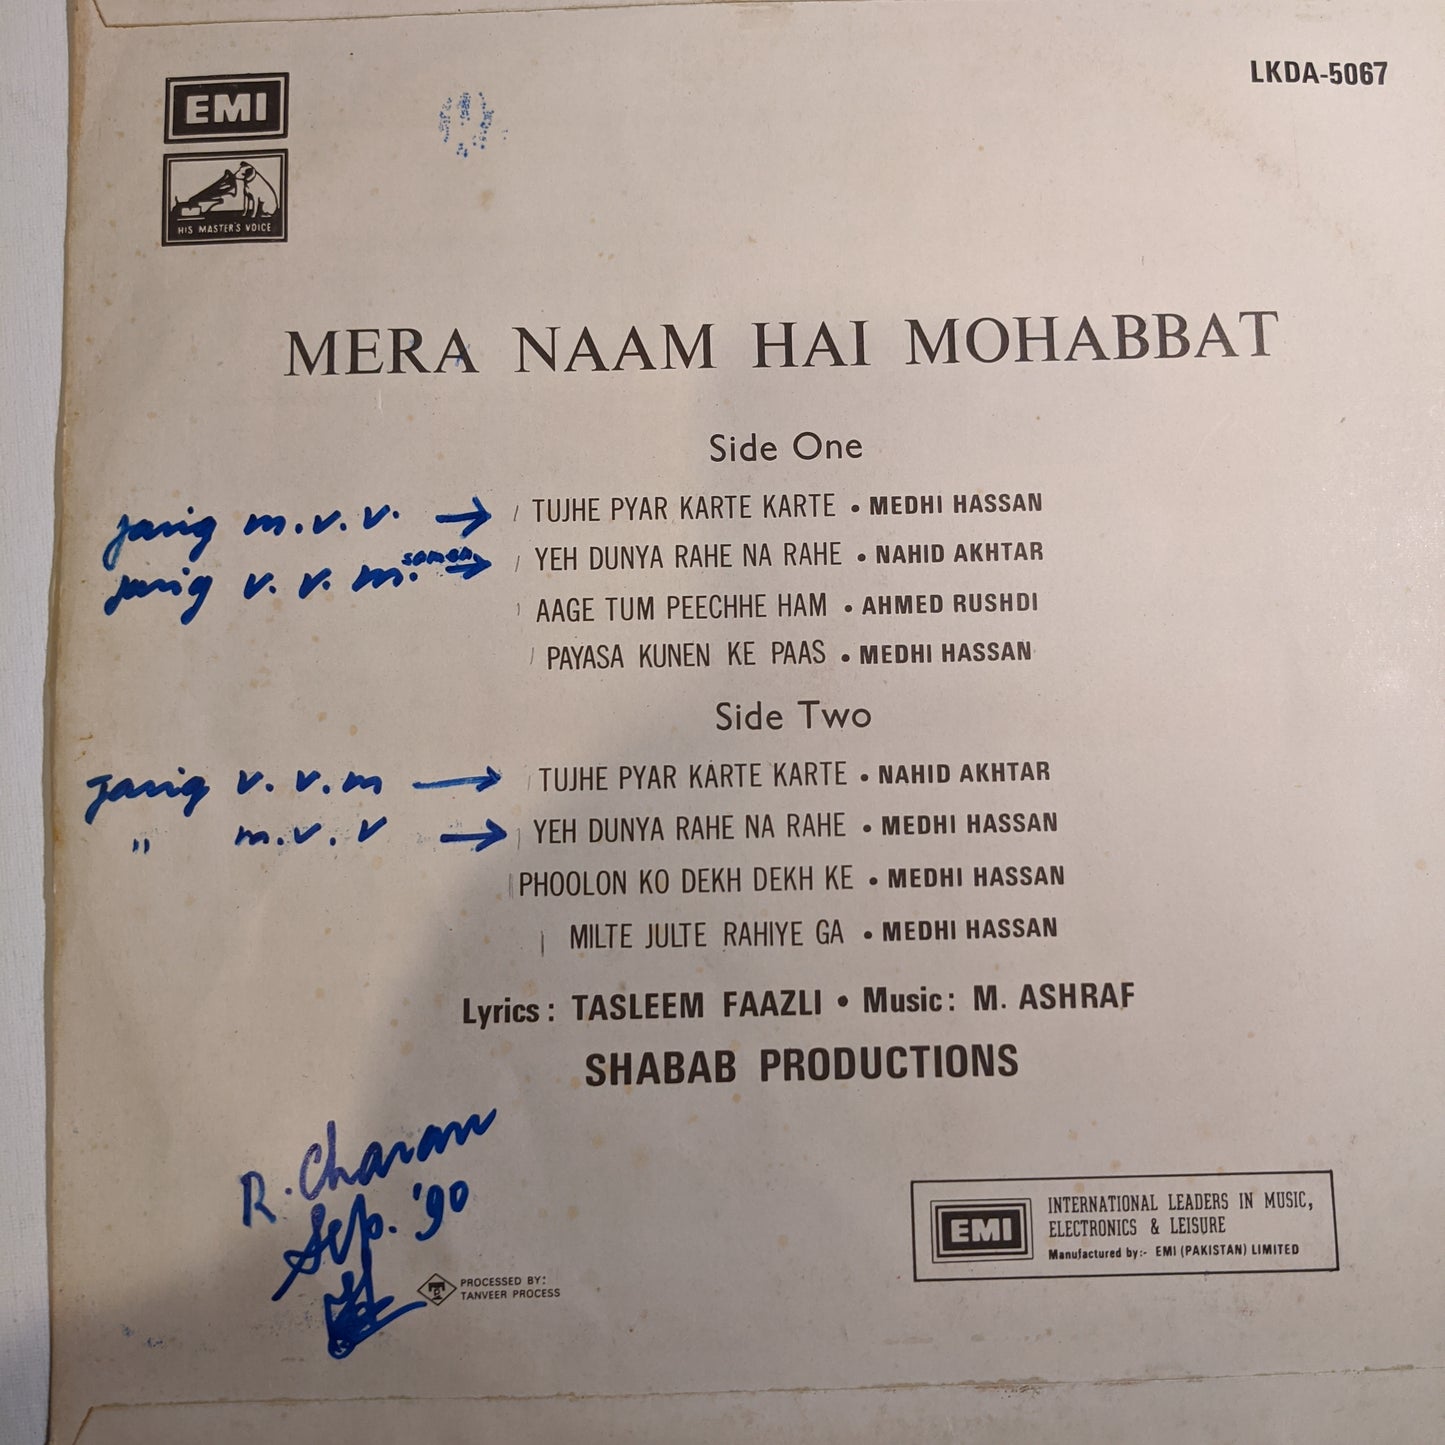 LKDA-5067
EMI
HIS MASTER'S VOICE
MERA NAAM HAI MOHABBAT
Side One
jarig m.v.v. → TUJHE PYAR KARTE KARTE • MEDHI HASSAN
jarig v. v. m. samen → YEH DUNYA RAHE NA RAHE • NAHID AKHTAR
AAGE TUM PEECHHE HAM • AHMED RUSHDI
PAYASA KUNEN KE PAAS • MEDHI HASSAN
Side Two
jarig v. v. m → TUJHE PYAR KARTE KARTE • NAHID AKHTAR
" m.v.v → YEH DUNYA RAHE NA RAHE • MEDHI HASSAN
PHOOLON KO DEKH DEKH KE • MEDHI HASSAN
MILTE JULTE RAHIYE GA • MEDHI HASSAN
Lyrics: TASLEEM FAAZLI • Music: M. ASHRAF
SHABAB PRODUCTIONS
R. Charan
Sep. '90
PROCESSED BY:
TANVEER PROCESS
EMI
INTERNATIONAL LEADERS IN MUSIC,
ELECTRONICS & LEISURE
Manufactured by:- EMI (PAKISTAN) LIMITED